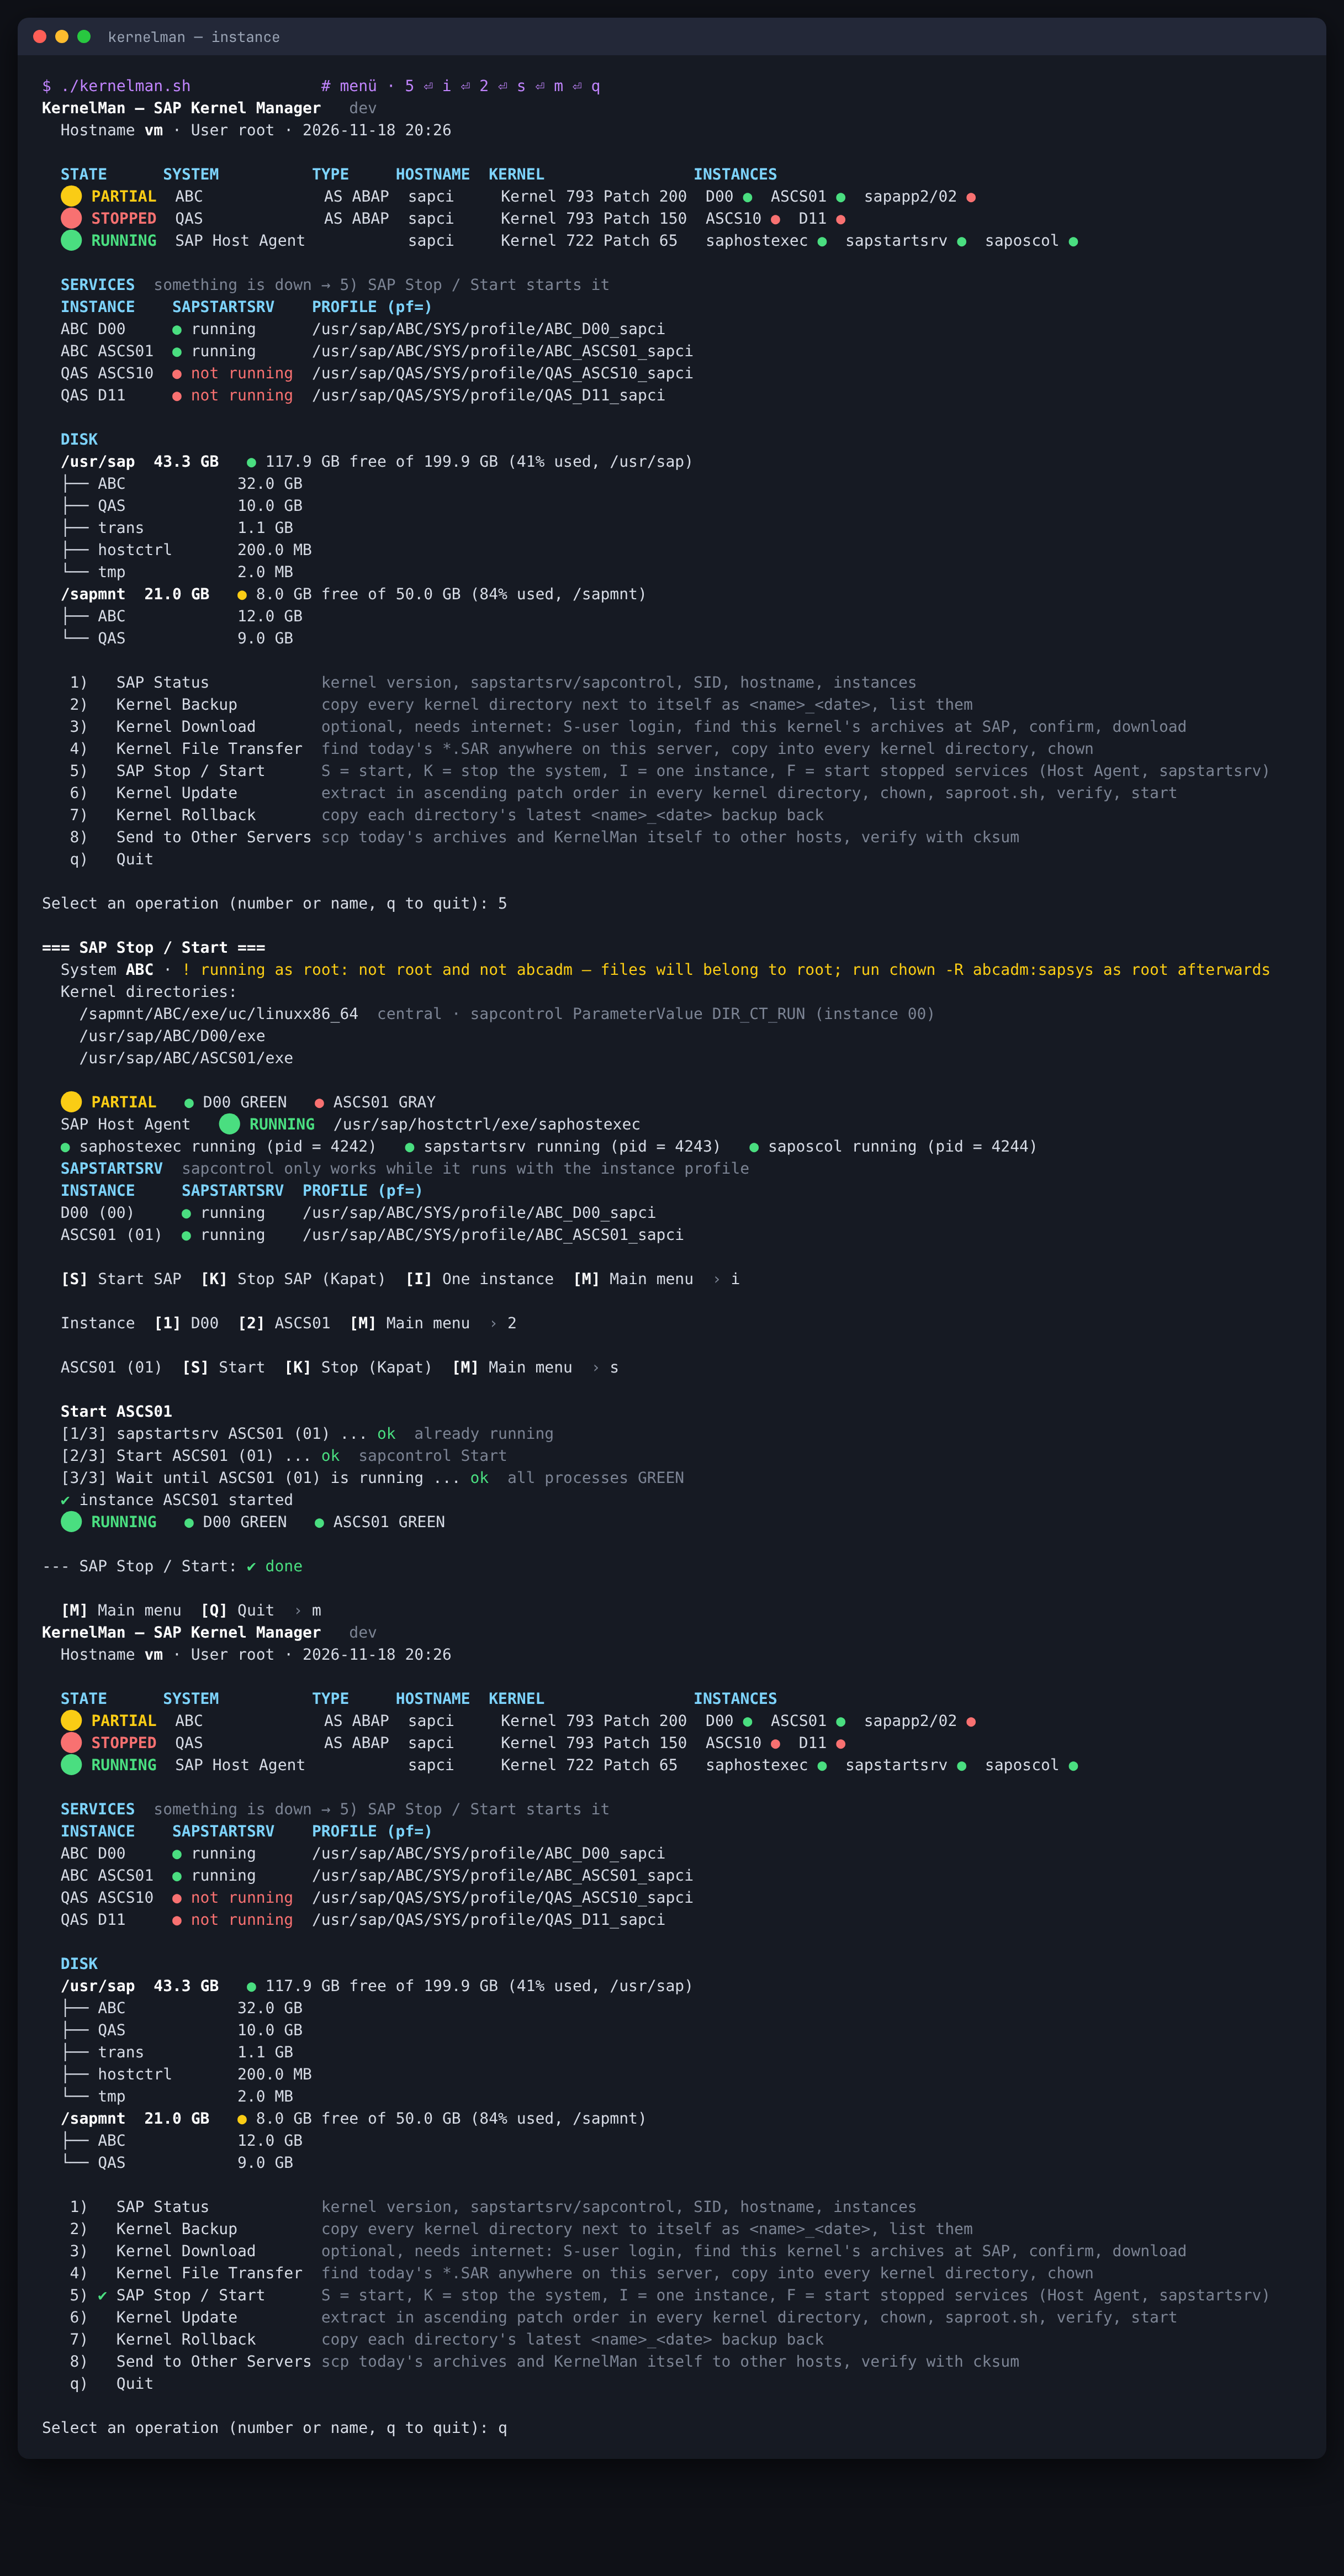 kernelman — instance
$ ./kernelman.sh              # menü · 5 ⏎ i ⏎ 2 ⏎ s ⏎ m ⏎ q
KernelMan — SAP Kernel Manager   dev
  Hostname vm · User root · 2026-11-18 20:26
  STATE      SYSTEM          TYPE     HOSTNAME  KERNEL                INSTANCES
  ● PARTIAL  ABC             AS ABAP  sapci     Kernel 793 Patch 200  D00 ●  ASCS01 ●  sapapp2/02 ●
  ● STOPPED  QAS             AS ABAP  sapci     Kernel 793 Patch 150  ASCS10 ●  D11 ●
  ● RUNNING  SAP Host Agent           sapci     Kernel 722 Patch 65   saphostexec ●  sapstartsrv ●  saposcol ●
  SERVICES  something is down → 5) SAP Stop / Start starts it
  INSTANCE    SAPSTARTSRV    PROFILE (pf=)
  ABC D00     ● running      /usr/sap/ABC/SYS/profile/ABC_D00_sapci
  ABC ASCS01  ● running      /usr/sap/ABC/SYS/profile/ABC_ASCS01_sapci
  QAS ASCS10  ● not running  /usr/sap/QAS/SYS/profile/QAS_ASCS10_sapci
  QAS D11     ● not running  /usr/sap/QAS/SYS/profile/QAS_D11_sapci
  DISK
  /usr/sap  43.3 GB   ● 117.9 GB free of 199.9 GB (41% used, /usr/sap)
  ├── ABC            32.0 GB
  ├── QAS            10.0 GB
  ├── trans          1.1 GB
  ├── hostctrl       200.0 MB
  └── tmp            2.0 MB
  /sapmnt  21.0 GB   ● 8.0 GB free of 50.0 GB (84% used, /sapmnt)
  ├── ABC            12.0 GB
  └── QAS            9.0 GB
   1)   SAP Status            kernel version, sapstartsrv/sapcontrol, SID, hostname, instances
   2)   Kernel Backup         copy every kernel directory next to itself as <name>_<date>, list them
   3)   Kernel Download       optional, needs internet: S-user login, find this kernel's archives at SAP, confirm, download
   4)   Kernel File Transfer  find today's *.SAR anywhere on this server, copy into every kernel directory, chown
   5)   SAP Stop / Start      S = start, K = stop the system, I = one instance, F = start stopped services (Host Agent, sapstartsrv)
   6)   Kernel Update         extract in ascending patch order in every kernel directory, chown, saproot.sh, verify, start
   7)   Kernel Rollback       copy each directory's latest <name>_<date> backup back
   8)   Send to Other Servers scp today's archives and KernelMan itself to other hosts, verify with cksum
   q)   Quit
Select an operation (number or name, q to quit): 5
=== SAP Stop / Start ===
  System ABC · ! running as root: not root and not abcadm — files will belong to root; run chown -R abcadm:sapsys as root afterwards
  Kernel directories:
    /sapmnt/ABC/exe/uc/linuxx86_64  central · sapcontrol ParameterValue DIR_CT_RUN (instance 00)
    /usr/sap/ABC/D00/exe
    /usr/sap/ABC/ASCS01/exe
  ● PARTIAL   ● D00 GREEN   ● ASCS01 GRAY
  SAP Host Agent   ● RUNNING  /usr/sap/hostctrl/exe/saphostexec
  ● saphostexec running (pid = 4242)   ● sapstartsrv running (pid = 4243)   ● saposcol running (pid = 4244)
  SAPSTARTSRV  sapcontrol only works while it runs with the instance profile
  INSTANCE     SAPSTARTSRV  PROFILE (pf=)
  D00 (00)     ● running    /usr/sap/ABC/SYS/profile/ABC_D00_sapci
  ASCS01 (01)  ● running    /usr/sap/ABC/SYS/profile/ABC_ASCS01_sapci
  [S] Start SAP  [K] Stop SAP (Kapat)  [I] One instance  [M] Main menu  › i
  Instance  [1] D00  [2] ASCS01  [M] Main menu  › 2
  ASCS01 (01)  [S] Start  [K] Stop (Kapat)  [M] Main menu  › s
  Start ASCS01
  [1/3] sapstartsrv ASCS01 (01) ... ok  already running
  [2/3] Start ASCS01 (01) ... ok  sapcontrol Start
  [3/3] Wait until ASCS01 (01) is running ... ok  all processes GREEN
  ✔ instance ASCS01 started
  ● RUNNING   ● D00 GREEN   ● ASCS01 GREEN
--- SAP Stop / Start: ✔ done
  [M] Main menu  [Q] Quit  › m
KernelMan — SAP Kernel Manager   dev
  Hostname vm · User root · 2026-11-18 20:26
  STATE      SYSTEM          TYPE     HOSTNAME  KERNEL                INSTANCES
  ● PARTIAL  ABC             AS ABAP  sapci     Kernel 793 Patch 200  D00 ●  ASCS01 ●  sapapp2/02 ●
  ● STOPPED  QAS             AS ABAP  sapci     Kernel 793 Patch 150  ASCS10 ●  D11 ●
  ● RUNNING  SAP Host Agent           sapci     Kernel 722 Patch 65   saphostexec ●  sapstartsrv ●  saposcol ●
  SERVICES  something is down → 5) SAP Stop / Start starts it
  INSTANCE    SAPSTARTSRV    PROFILE (pf=)
  ABC D00     ● running      /usr/sap/ABC/SYS/profile/ABC_D00_sapci
  ABC ASCS01  ● running      /usr/sap/ABC/SYS/profile/ABC_ASCS01_sapci
  QAS ASCS10  ● not running  /usr/sap/QAS/SYS/profile/QAS_ASCS10_sapci
  QAS D11     ● not running  /usr/sap/QAS/SYS/profile/QAS_D11_sapci
  DISK
  /usr/sap  43.3 GB   ● 117.9 GB free of 199.9 GB (41% used, /usr/sap)
  ├── ABC            32.0 GB
  ├── QAS            10.0 GB
  ├── trans          1.1 GB
  ├── hostctrl       200.0 MB
  └── tmp            2.0 MB
  /sapmnt  21.0 GB   ● 8.0 GB free of 50.0 GB (84% used, /sapmnt)
  ├── ABC            12.0 GB
  └── QAS            9.0 GB
   1)   SAP Status            kernel version, sapstartsrv/sapcontrol, SID, hostname, instances
   2)   Kernel Backup         copy every kernel directory next to itself as <name>_<date>, list them
   3)   Kernel Download       optional, needs internet: S-user login, find this kernel's archives at SAP, confirm, download
   4)   Kernel File Transfer  find today's *.SAR anywhere on this server, copy into every kernel directory, chown
   5) ✔ SAP Stop / Start      S = start, K = stop the system, I = one instance, F = start stopped services (Host Agent, sapstartsrv)
   6)   Kernel Update         extract in ascending patch order in every kernel directory, chown, saproot.sh, verify, start
   7)   Kernel Rollback       copy each directory's latest <name>_<date> backup back
   8)   Send to Other Servers scp today's archives and KernelMan itself to other hosts, verify with cksum
   q)   Quit
Select an operation (number or name, q to quit): q